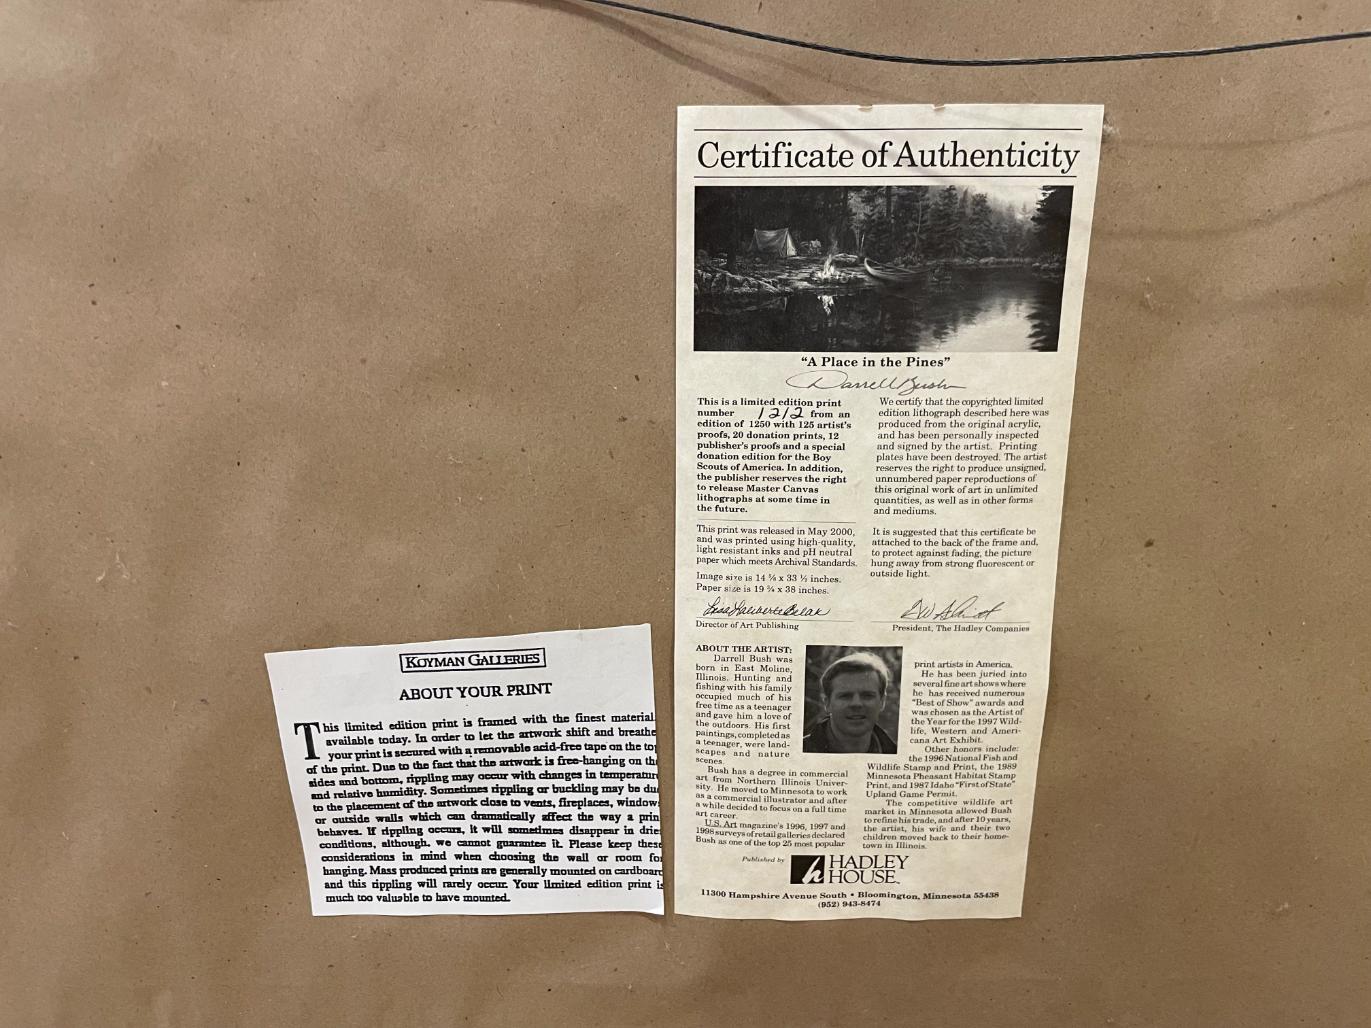 Certificate of Authenticity
"A Place in the Pines"
Darrell Bush
This is a limited edition print
number 1212 from an
edition of 1250 with 125 artist's
proofs, 20 donation prints, 12
publisher's proofs and a special
donation edition for the Boy
Scouts of America. In addition,
the publisher reserves the right
to release Master Canvas
lithographs at some time in
the future.
This print was released in May 2000,
and was printed using high-quality,
light resistant inks and pH neutral
paper which meets Archival Standards.
Image size is 14 ¾ x 33 ½ inches.
Paper size is 19 ¾ x 38 inches.
Director of Art Publishing
We certify that the copyrighted limited
edition lithograph described here was
produced from the original acrylic,
and has been personally inspected
and signed by the artist. Printing
plates have been destroyed. The artist
reserves the right to produce unsigned,
unnumbered paper reproductions of
this original work of art in unlimited
quantities, as well as in other forms
and mediums.
It is suggested that this certificate be
attached to the back of the frame and,
to protect against fading, the picture
hung away from strong fluorescent or
outside light.
President, The Hadley Companies
ABOUT THE ARTIST:
Darrell Bush was
born in East Moline,
Illinois. Hunting and
fishing with his family
occupied much of his
free time as a teenager
and gave him a love of
the outdoors. His first
paintings, completed as
a teenager, were land-
scapes and nature
scenes.
Bush has a degree in commercial
art from Northern Illinois Univer-
sity. He moved to Minnesota to work
as a commercial illustrator and after
a while decided to focus on a full time
art career.
U.S. Art magazine's 1996, 1997 and
1998 surveys of retail galleries declared
Bush as one of the top 25 most popular
print artists in America.
He has been juried into
several fine art shows where
he has received numerous
"Best of Show" awards and
was chosen as the Artist of
the Year for the 1997 Wild-
life, Western and Ameri-
cana Art Exhibit.
Other honors include:
the 1996 National Fish and
Wildlife Stamp and Print, the 1989
Minnesota Pheasant Habitat Stamp
Print, and 1987 Idaho "First of State"
Upland Game Permit.
The competitive wildlife art
market in Minnesota allowed Bush
to refine his trade, and after 10 years,
the artist, his wife and their two
children moved back to their home-
town in Illinois.
Published by
HADLEY
HOUSE
11300 Hampshire Avenue South • Bloomington, Minnesota 55438
(952) 943-8474
KOYMAN GALLERIES
ABOUT YOUR PRINT
This limited edition print is framed with the finest material
available today. In order to let the artwork shift and breathe
your print is secured with a removable acid-free tape on the top
of the print. Due to the fact that the artwork is free-hanging on the
sides and bottom, rippling may occur with changes in temperature
and relative humidity. Sometimes rippling or buckling may be due
to the placement of the artwork close to vents, fireplaces, window
or outside walls which can dramatically affect the way a prin
behaves. If rippling occurs, it will sometimes disappear in drie
conditions, although, we cannot guarantee it. Please keep these
considerations in mind when choosing the wall or room fo
hanging. Mass produced prints are generally mounted on cardboard
and this rippling will rarely occur. Your limited edition print is
much too valuable to have mounted.